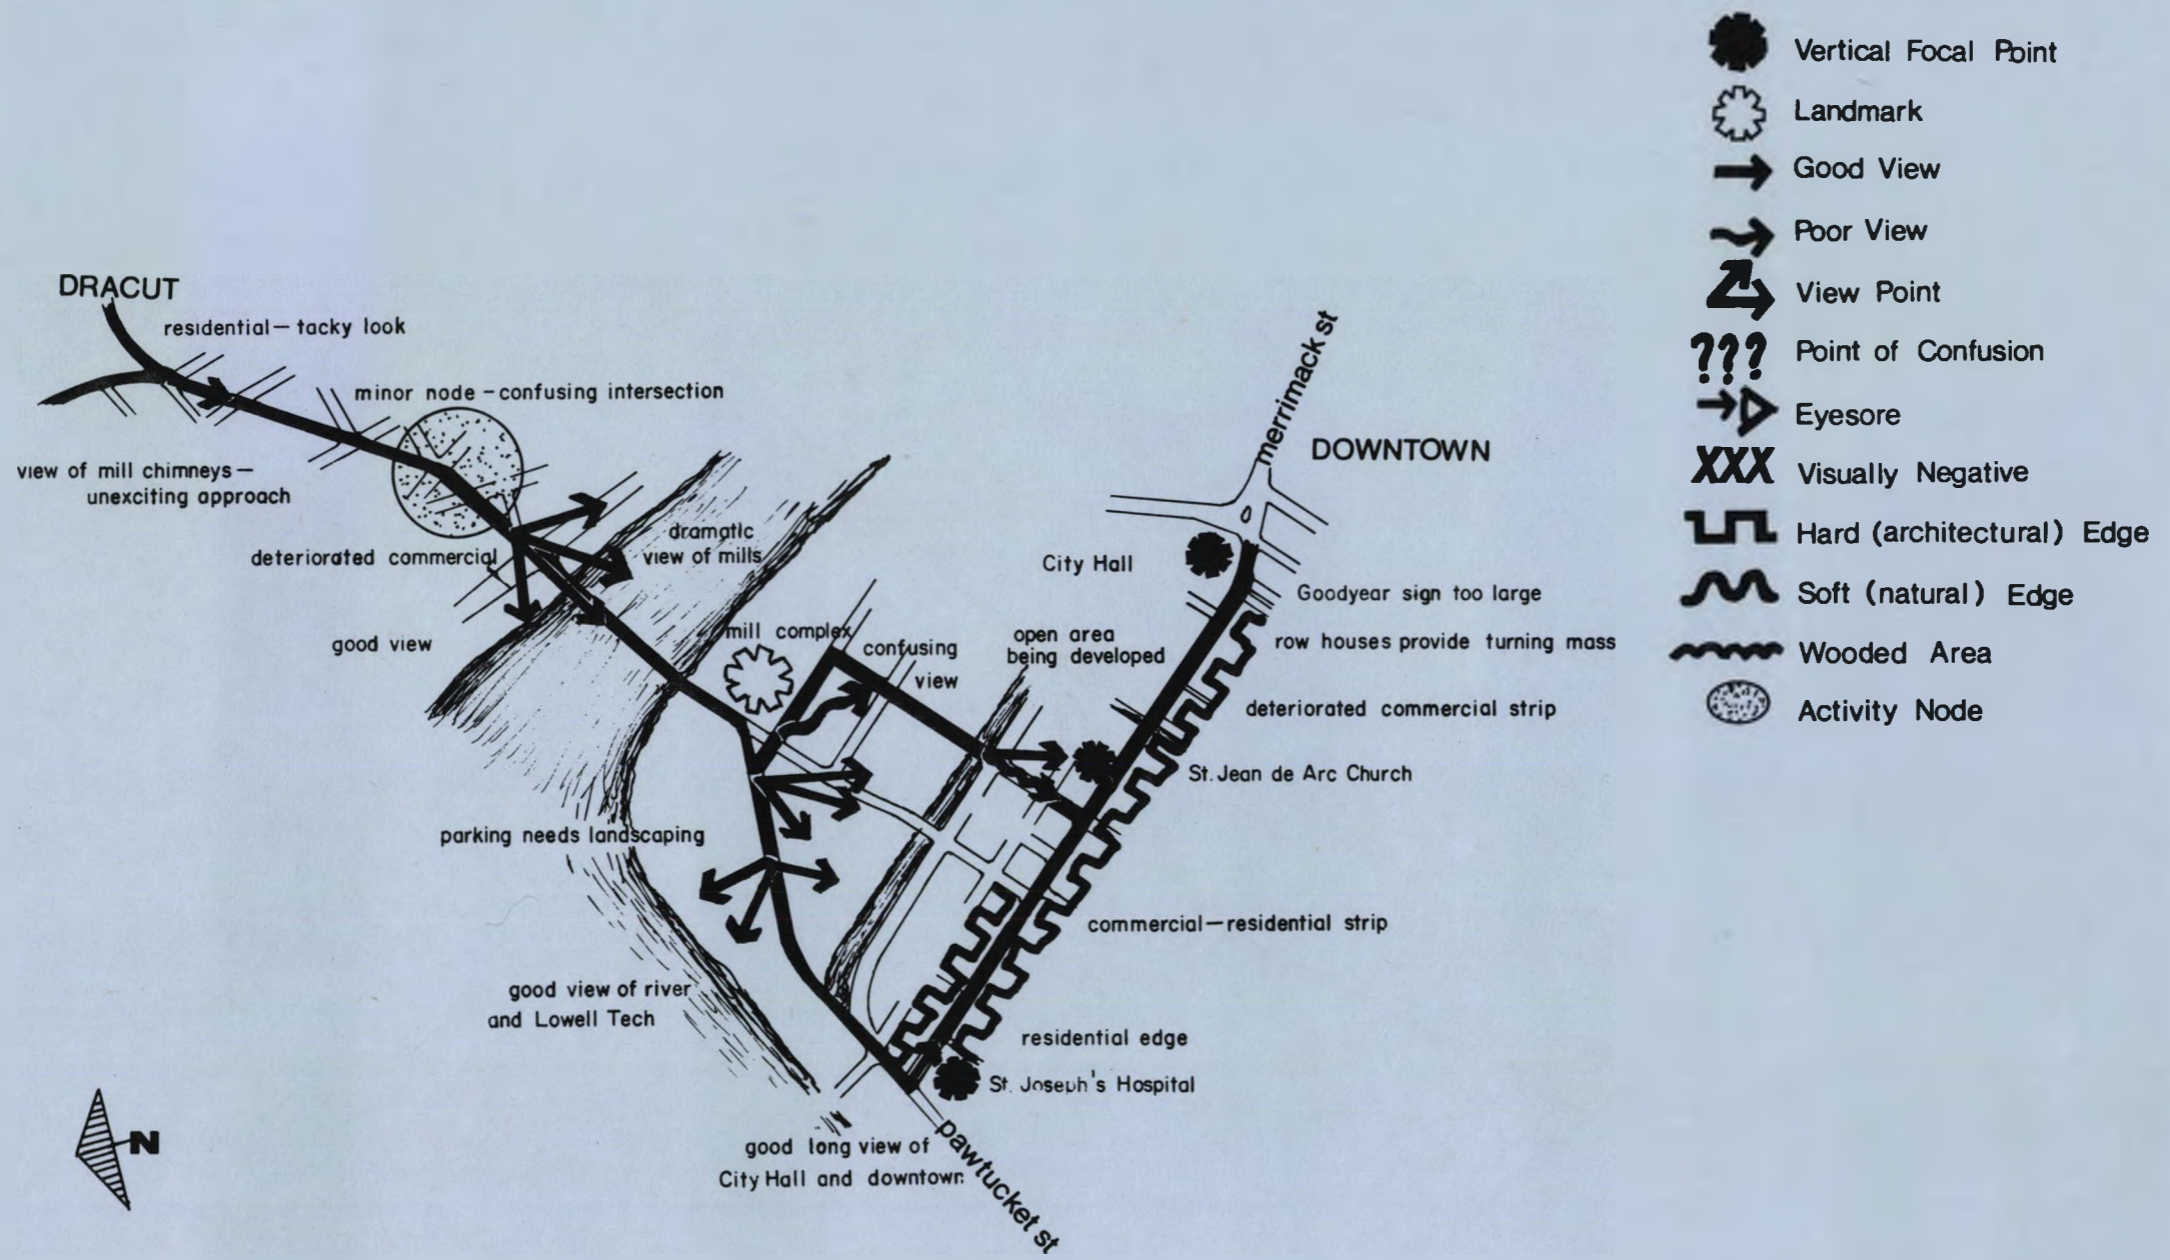 DRACUT
residential — tacky look
minor node - confusing intersection
view of mill chimneys —
unexciting approach
deteriorated commercial
dramatic
view of mills
good view
mill complex
confusing
view
open area
being developed
merrimack st
DOWNTOWN
City Hall
Goodyear sign too large
row houses provide turning mass
deteriorated commercial strip
St. Jean de Arc Church
parking needs landscaping
commercial — residential strip
good view of river
and Lowell Tech
residential edge
St. Joseph's Hospital
good long view of
City Hall and downtown
pawtucket st
N
Vertical Focal Point
Landmark
Good View
Poor View
View Point
??? Point of Confusion
Eyesore
XXX Visually Negative
Hard (architectural) Edge
Soft (natural) Edge
Wooded Area
Activity Node